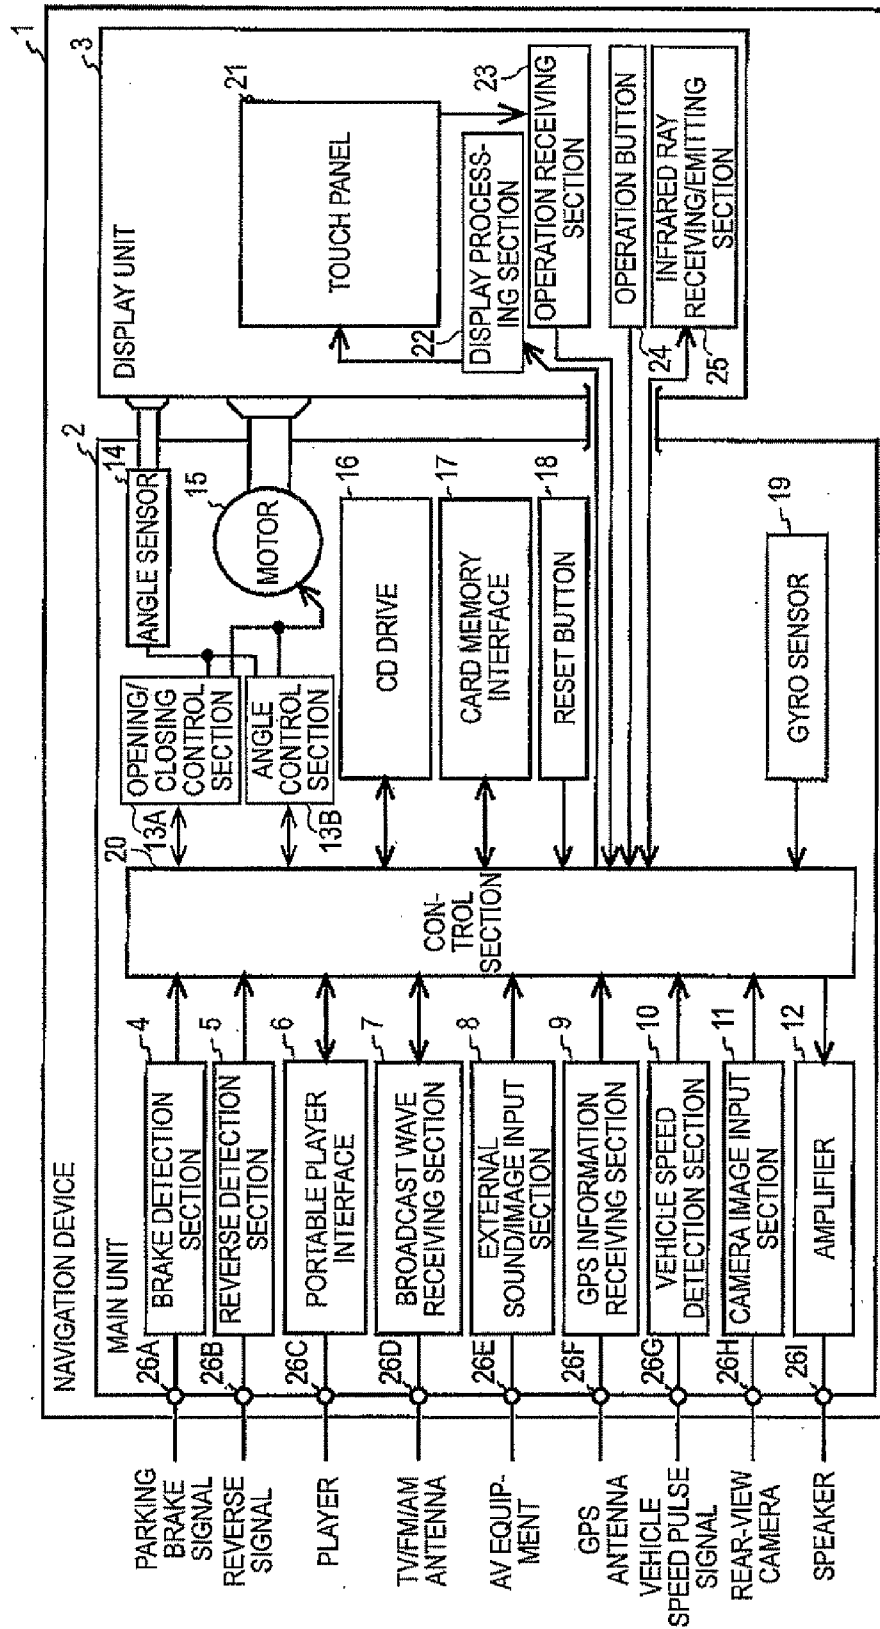 NAVIGATION DEVICE
1
MAIN UNIT
2
DISPLAY UNIT
3
PARKING
BRAKE
SIGNAL
26A
BRAKE DETECTION
SECTION
4
REVERSE
SIGNAL
26B
REVERSE DETECTION
SECTION
5
PLAYER
26C
PORTABLE PLAYER
INTERFACE
6
TV/FM/AM
ANTENNA
26D
BROADCAST WAVE
RECEIVING SECTION
7
AV EQUIP-
MENT
26E
EXTERNAL
SOUND/IMAGE INPUT
SECTION
8
GPS
ANTENNA
26F
GPS INFORMATION
RECEIVING SECTION
9
VEHICLE
SPEED PULSE
SIGNAL
26G
VEHICLE SPEED
DETECTION SECTION
10
REAR-VIEW
CAMERA
26H
CAMERA IMAGE INPUT
SECTION
11
SPEAKER
26I
AMPLIFIER
12
20
CON-
TROL
SECTION
13A
OPENING/
CLOSING
CONTROL
SECTION
13B
ANGLE
CONTROL
SECTION
14
ANGLE SENSOR
15
MOTOR
16
CD DRIVE
17
CARD MEMORY
INTERFACE
18
RESET BUTTON
19
GYRO SENSOR
21
TOUCH PANEL
22
DISPLAY PROCESS-
ING SECTION
23
OPERATION RECEIVING
SECTION
24
OPERATION BUTTON
25
INFRARED RAY
RECEIVING/EMITTING
SECTION